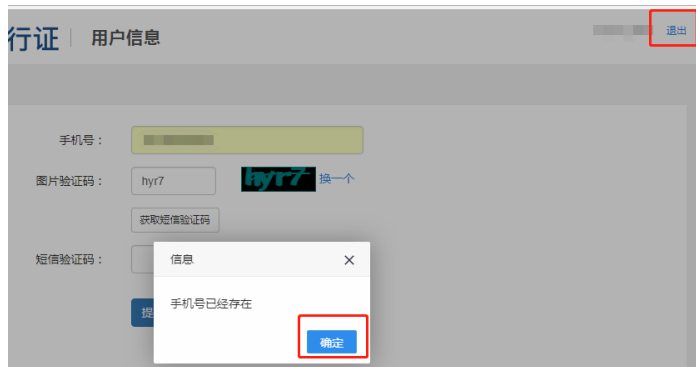 行证 用户信息 退出
手机号：
图片验证码： hyr7 hyr7 换一个
获取短信验证码
短信验证码：
信息
手机号已经存在
提
确定